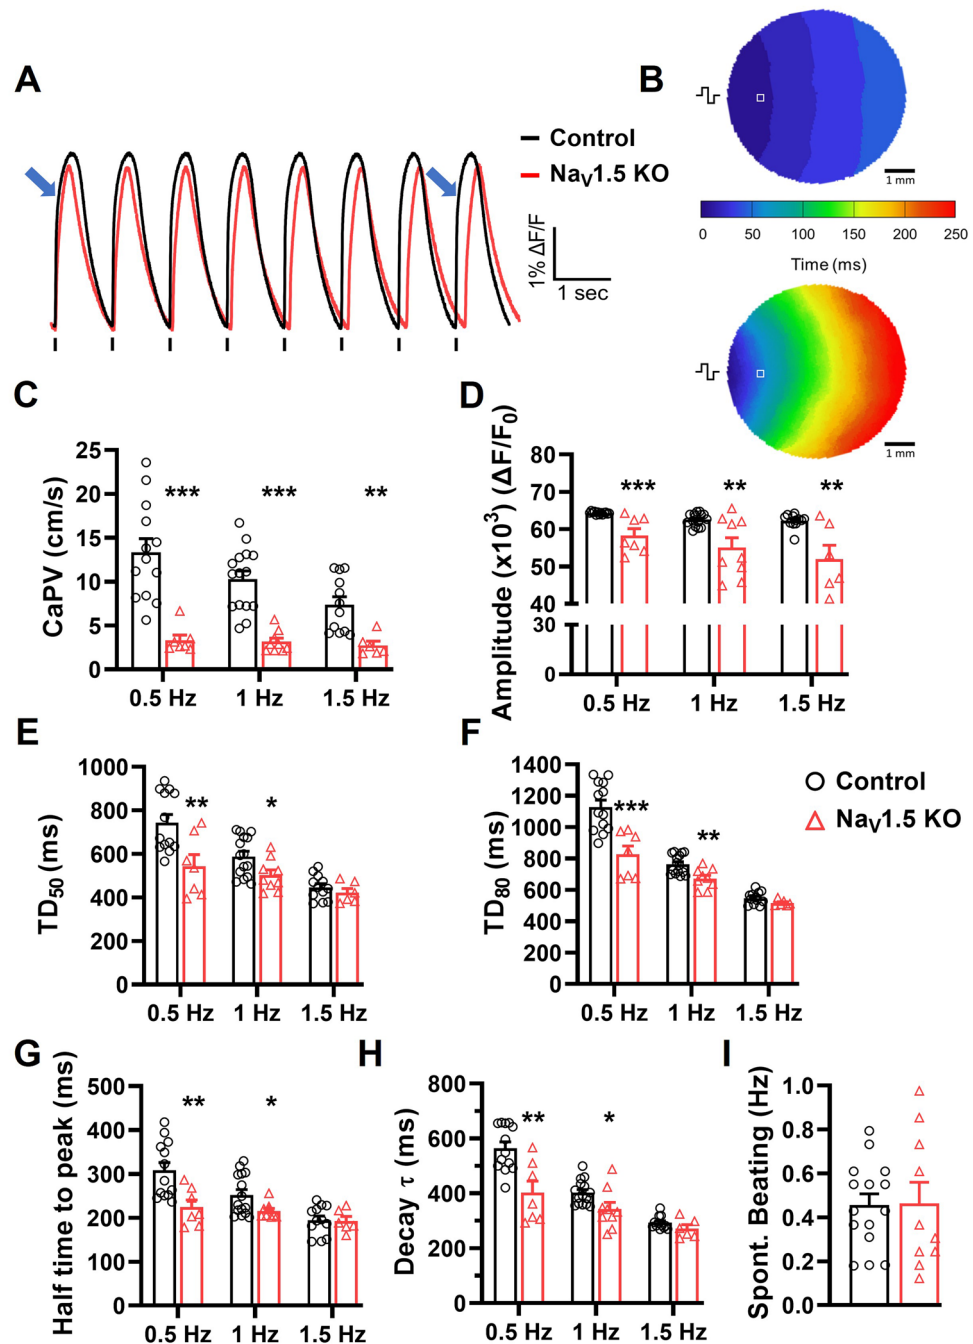 A
Control
Nav1.5 KO
1% ΔF/F
1 sec
B
1 mm
0 50 100 150 200 250
Time (ms)
1 mm
C
CaPV (cm/s)
25
20
15
10
5
0
*** *** **
0.5 Hz 1 Hz 1.5 Hz
D
Amplitude (x10³) (ΔF/F₀)
80
70
60
50
40
30
0
*** ** **
0.5 Hz 1 Hz 1.5 Hz
E
TD₅₀ (ms)
1000
800
600
400
200
0
** *
0.5 Hz 1 Hz 1.5 Hz
F
TD₈₀ (ms)
1400
1200
1000
800
600
400
200
0
*** **
0.5 Hz 1 Hz 1.5 Hz
Control
Nav1.5 KO
G
Half time to peak (ms)
500
400
300
200
100
0
** *
0.5 Hz 1 Hz 1.5 Hz
H
Decay τ (ms)
800
600
400
200
0
** *
0.5 Hz 1 Hz 1.5 Hz
I
Spont. Beating (Hz)
1.0
0.8
0.6
0.4
0.2
0.0